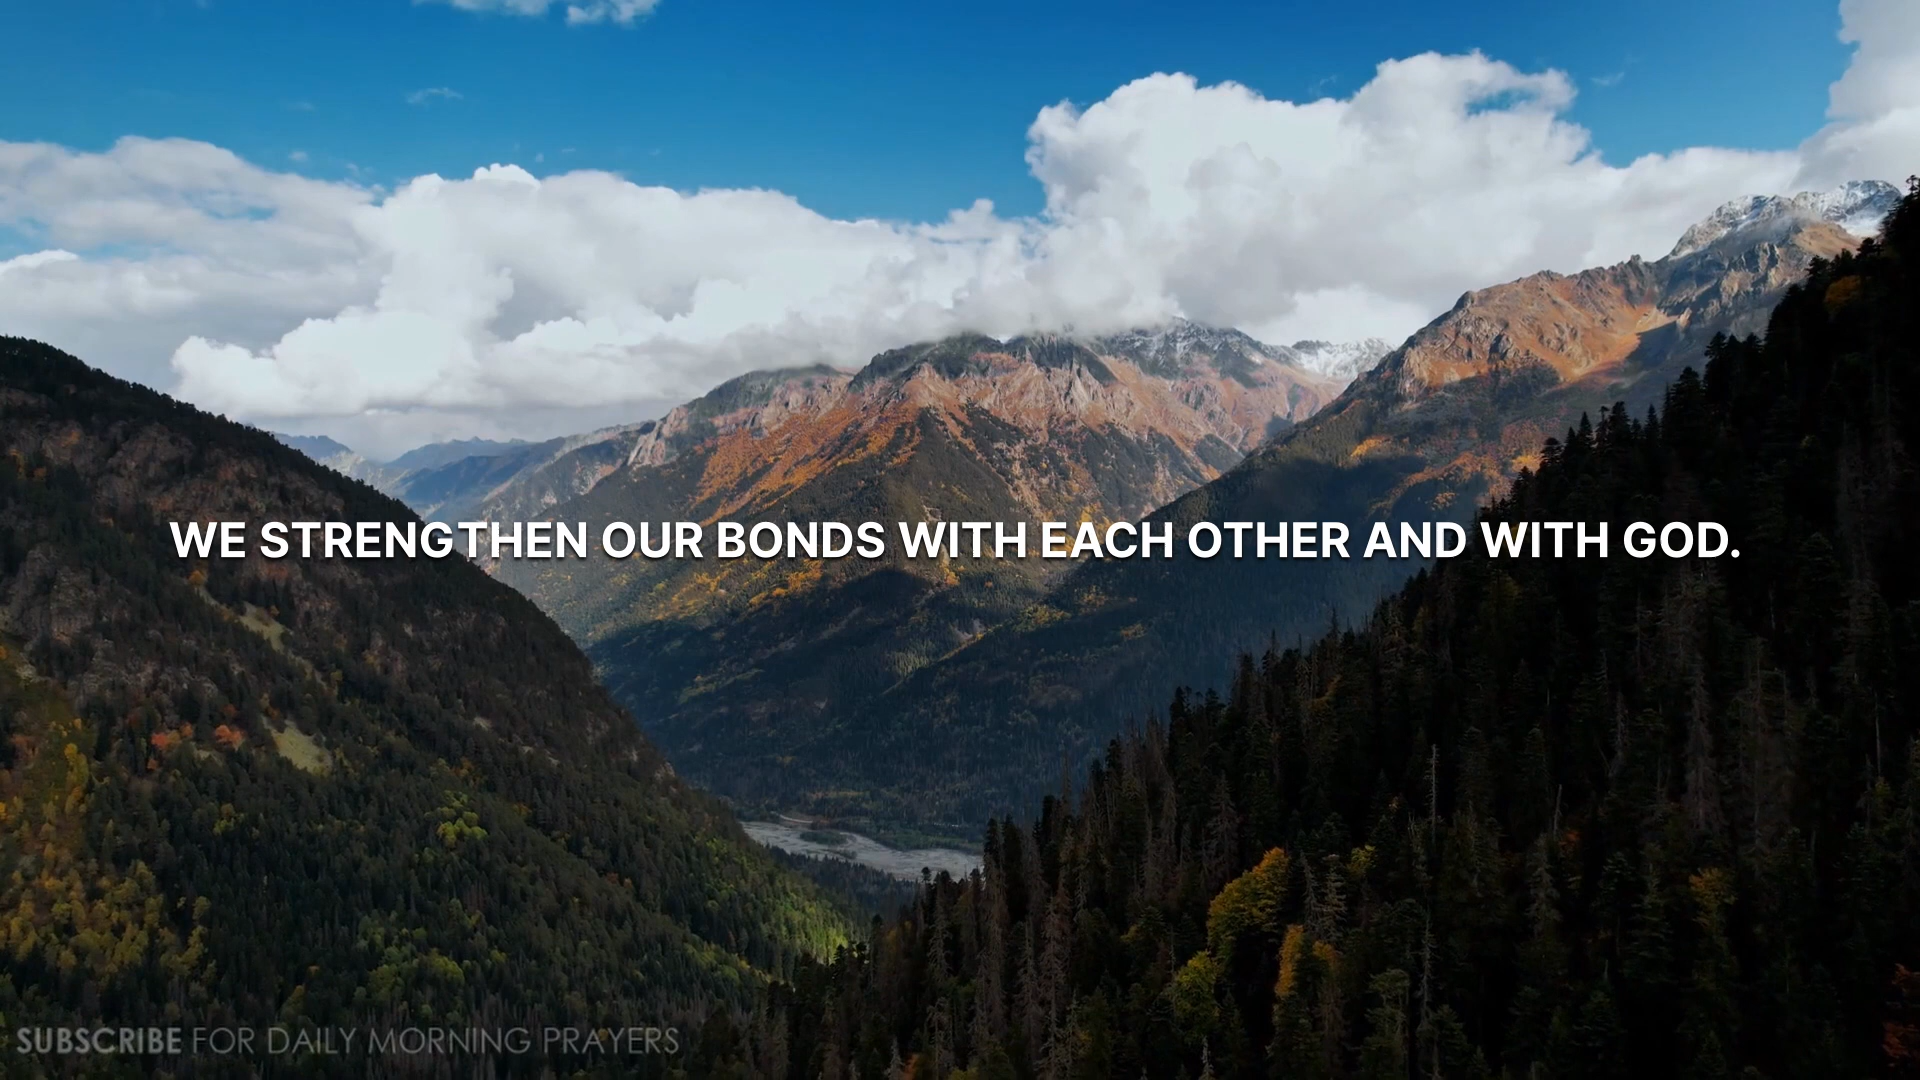 WE STRENGTHEN OUR BONDS WITH EACH OTHER AND WITH GOD.
SUBSCRIBE FOR DAILY MORNING PRAYERS